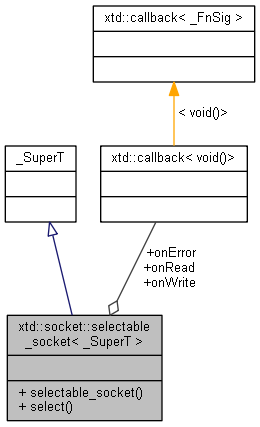 xtd::callback< _FnSig >
< void()>
_SuperT
xtd::callback< void()>
+onError
+onRead
+onWrite
xtd::socket::selectable
_socket< _SuperT >
+ selectable_socket()
+ select()